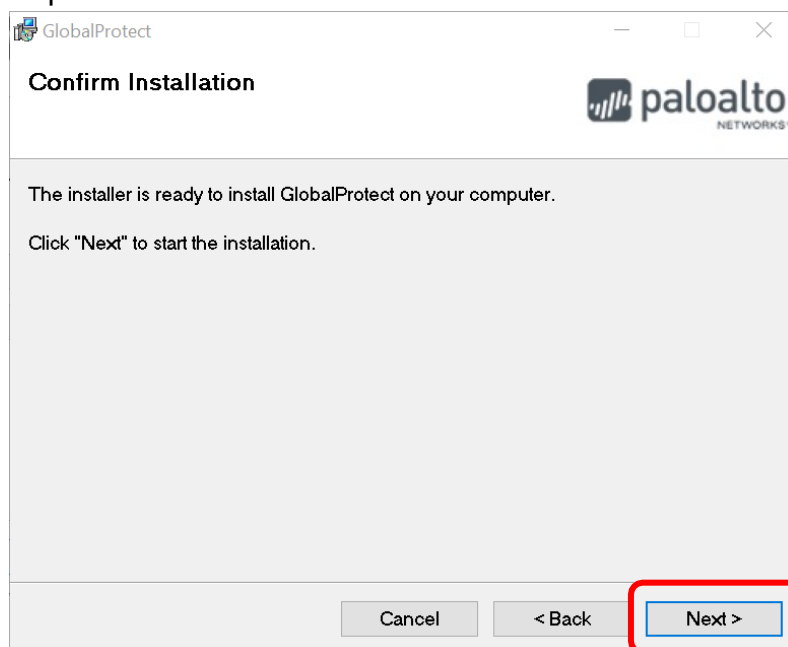 GlobalProtect
Confirm Installation
paloalto
NETWORKS
The installer is ready to install GlobalProtect on your computer.
Click "Next" to start the installation.
Cancel
< Back
Next >